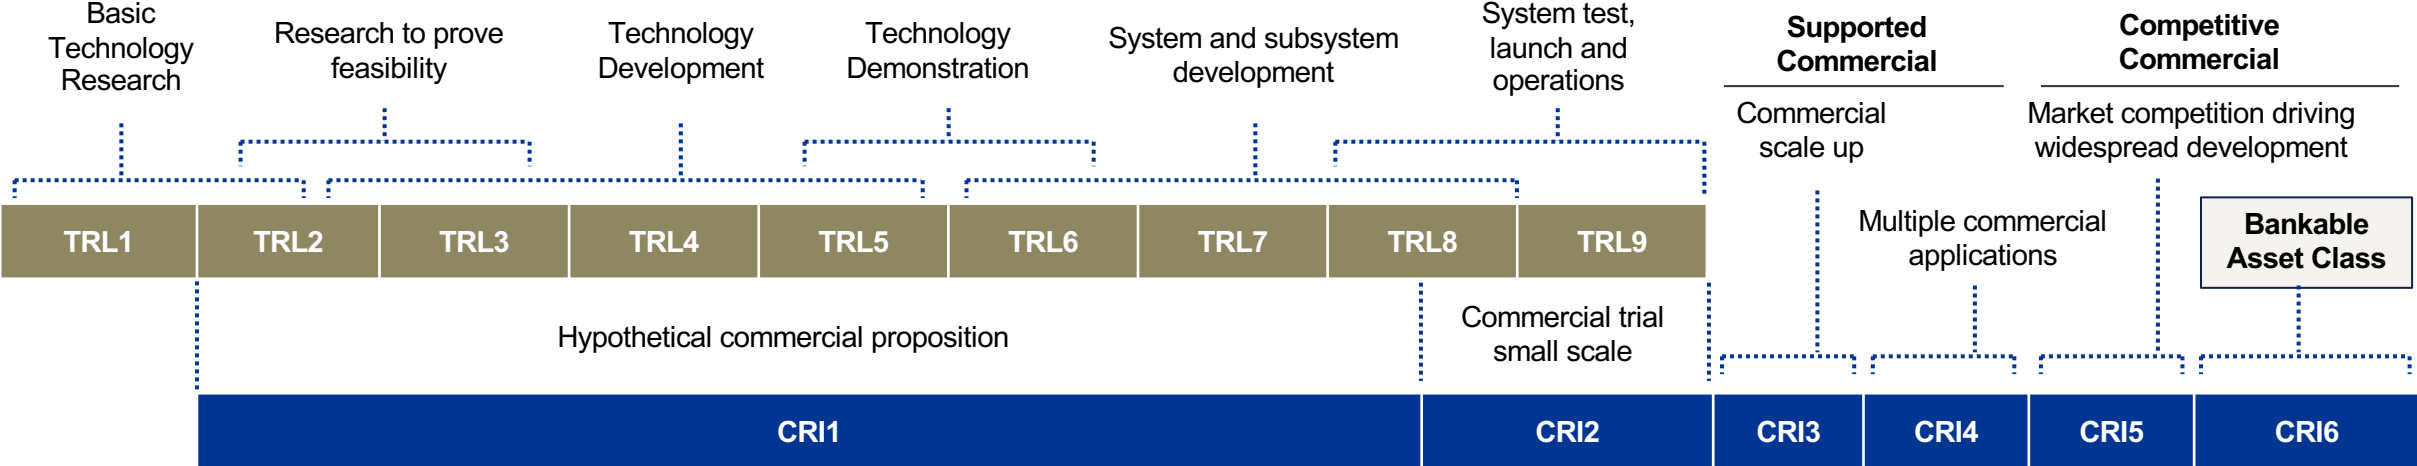 Basic
Technology
Research
Research to prove
feasibility
Technology
Development
Technology
Demonstration
System and subsystem
development
System test,
launch and
operations
Supported
Commercial
Competitive
Commercial
Commercial
scale up
Market competition driving
widespread development
Multiple commercial
applications
Bankable
Asset Class
TRL1
TRL2
TRL3
TRL4
TRL5
TRL6
TRL7
TRL8
TRL9
Hypothetical commercial proposition
Commercial trial
small scale
CRI1
CRI2
CRI3
CRI4
CRI5
CRI6